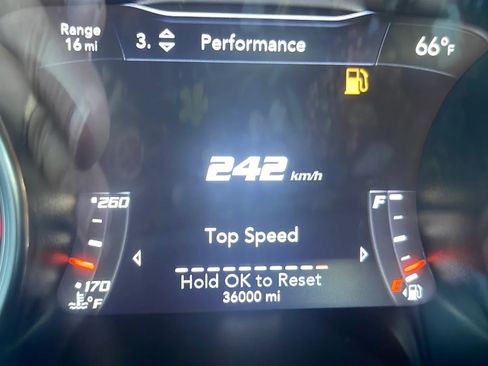 Range
16 mi
3.
Performance
66°F
242 km/h
260
F
Top Speed
170
°F
E
Hold OK to Reset
36000 mi